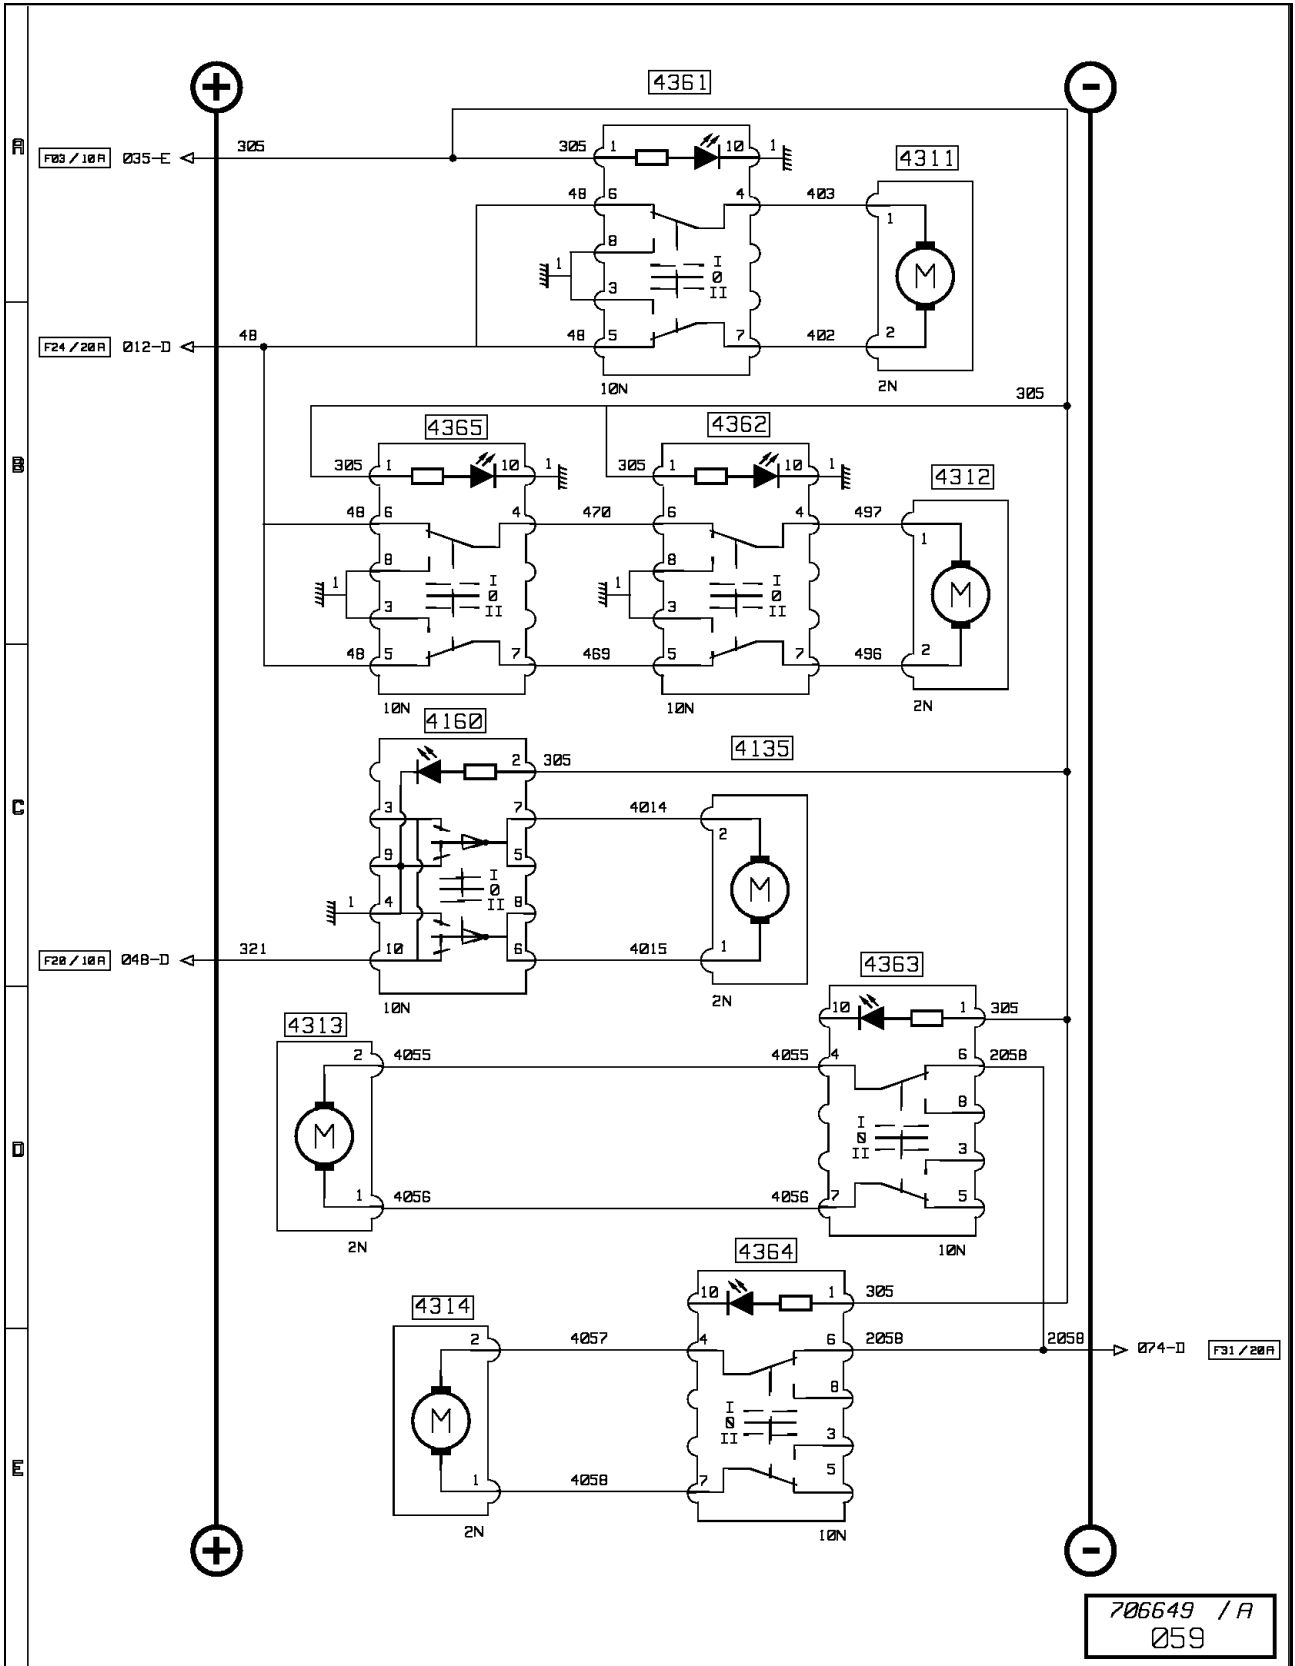 4361
A
F03/10A 035-E 305
305 1 10 1
4311
48 6 4 403 1
8
1
I
0
II
3
F24/20A 012-D 48
48 5 7 402 2
10N
2N
305
4365
4362
B
305 1 10 1
305 1 10 1
4312
48 6 4 470 6 4 497 1
8
8
1
1
I
0
II
I
0
II
3
3
48 5 7 469 5 7 496 2
10N
10N
2N
4160
4135
2 305
C
3 7 4014 2
9 5
I
0
II
1 4 8
F20/10A 048-D 321
10 6 4015 1
10N
2N
4363
10 1 305
4313
2 4055
4055 4 6 2058
8
I
0
II
D
3
1 4056
4056 7 5
2N
10N
4364
10 1 305
4314
2 4057 4 6 2058
2058 074-D F31/20A
8
I
0
II
3
E
1 4058 7 5
2N
10N
+
-
+
-
M
M
M
M
M
706649 /A
059